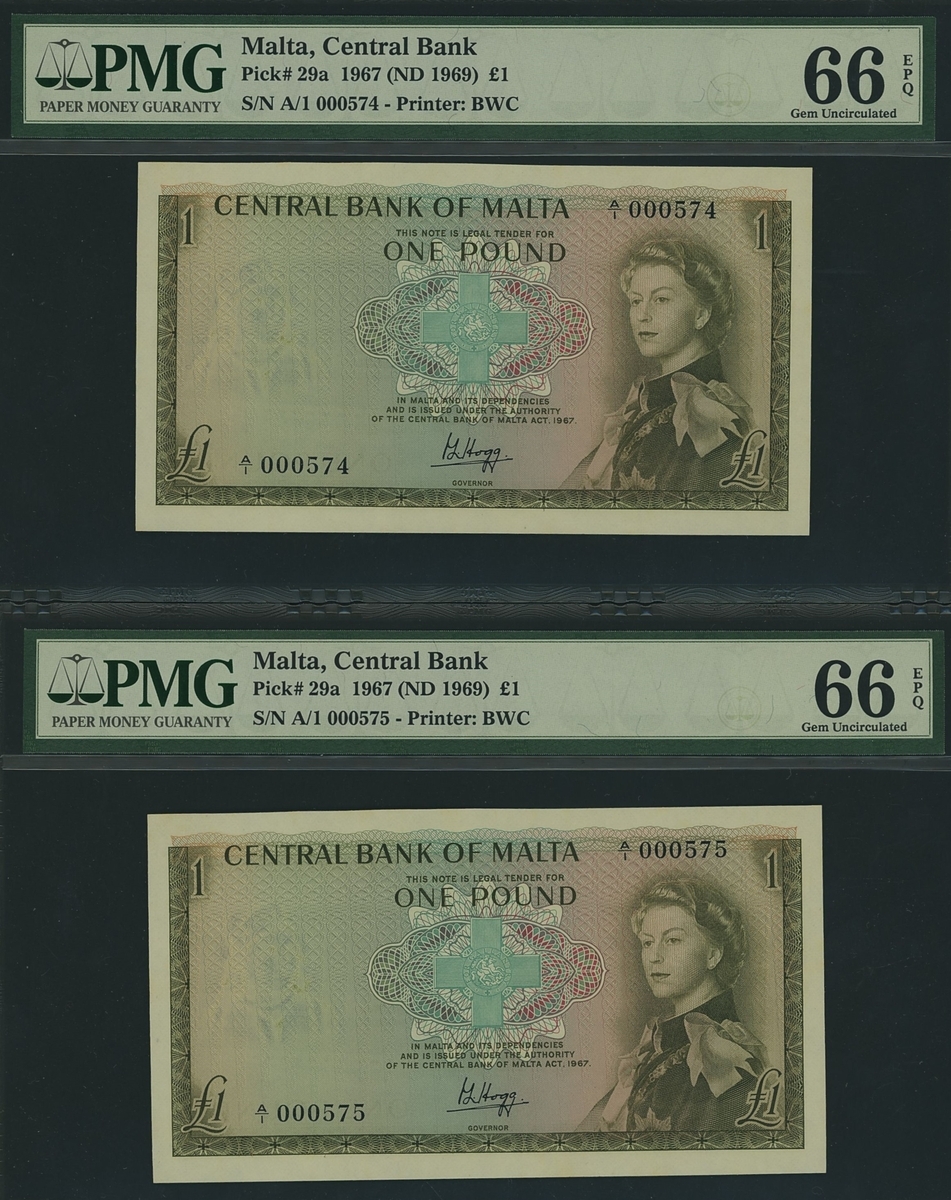 PMG
PAPER MONEY GUARANTY
Malta, Central Bank
Pick# 29a 1967 (ND 1969) £1
S/N A/1 000574 - Printer: BWC
66 EPQ
Gem Uncirculated
1 CENTRAL BANK OF MALTA A/1 000574 1
THIS NOTE IS LEGAL TENDER FOR
ONE POUND
IN MALTA AND ITS DEPENDENCIES
AND IS ISSUED UNDER THE AUTHORITY
OF THE CENTRAL BANK OF MALTA ACT, 1967.
£1 A/1 000574 £1
GOVERNOR
PMG
PAPER MONEY GUARANTY
Malta, Central Bank
Pick# 29a 1967 (ND 1969) £1
S/N A/1 000575 - Printer: BWC
66 EPQ
Gem Uncirculated
1 CENTRAL BANK OF MALTA A/1 000575 1
THIS NOTE IS LEGAL TENDER FOR
ONE POUND
IN MALTA AND ITS DEPENDENCIES
AND IS ISSUED UNDER THE AUTHORITY
OF THE CENTRAL BANK OF MALTA ACT, 1967.
£1 A/1 000575 £1
GOVERNOR